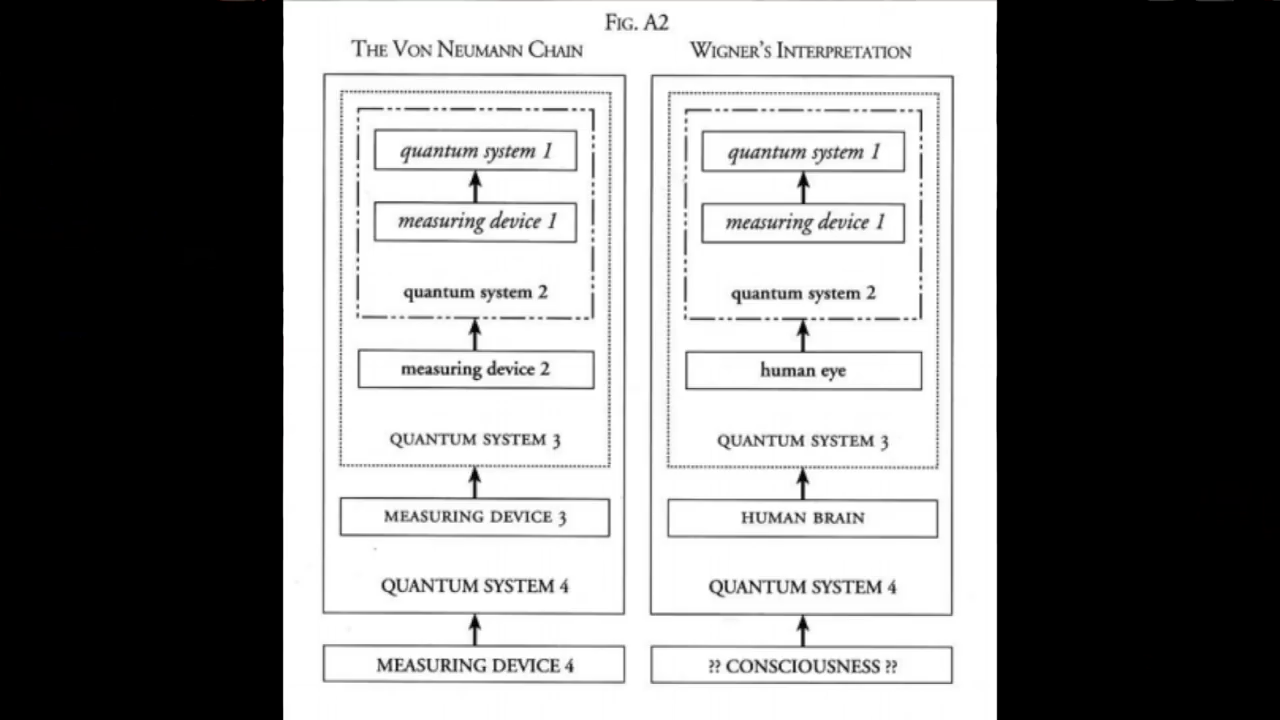 FIG. A2
THE VON NEUMANN CHAIN
quantum system 1
measuring device 1
quantum system 2
measuring device 2
QUANTUM SYSTEM 3
MEASURING DEVICE 3
QUANTUM SYSTEM 4
MEASURING DEVICE 4
WIGNER'S INTERPRETATION
quantum system 1
measuring device 1
quantum system 2
human eye
QUANTUM SYSTEM 3
HUMAN BRAIN
QUANTUM SYSTEM 4
?? CONSCIOUSNESS ??